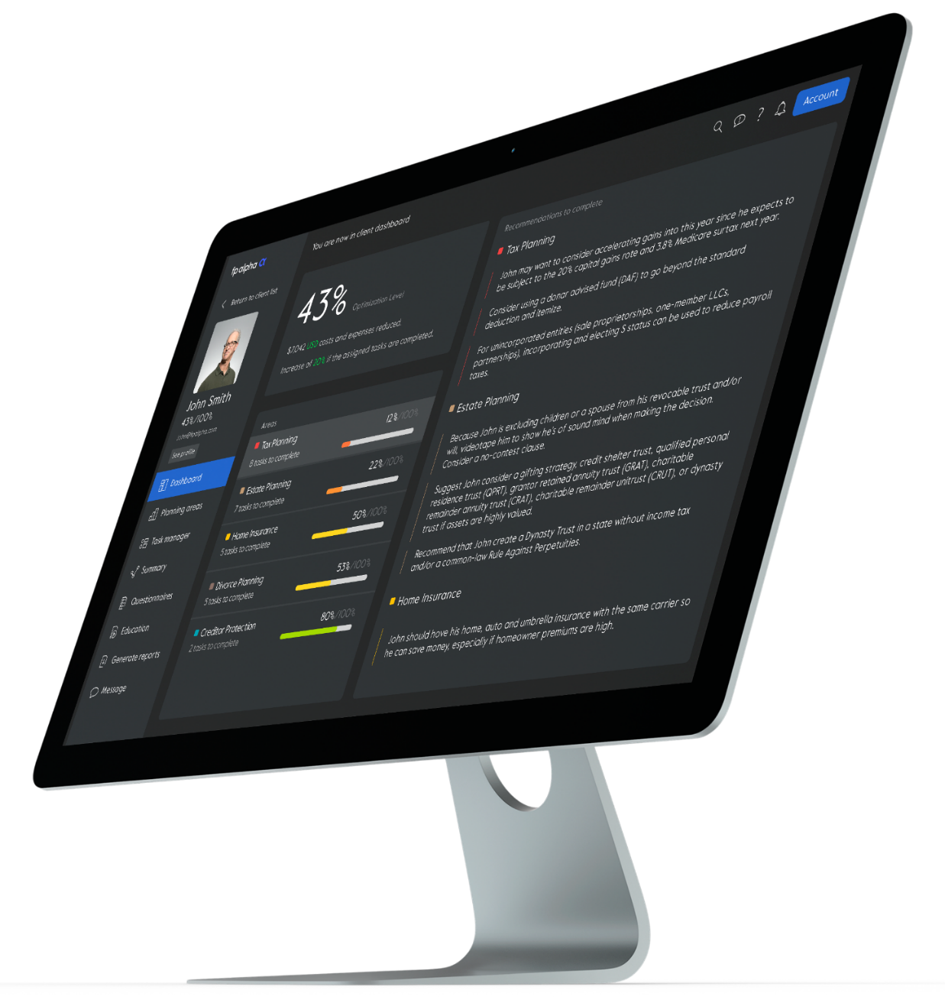 fp alpha
Return to client list
John Smith
43%/100%
John@fpalpha.com
See profile
Dashboard
Planning areas
Task manager
Summary
Questionnaires
Education
Generate reports
Message
You are now in client dashboard
Account
43% Optimization Level
$7,042 USD costs and expenses reduced.
Increase of 20% if the assigned tasks are completed.
Areas
Tax Planning 12%/100%
8 tasks to complete
Estate Planning 22%/100%
7 tasks to complete
Home Insurance 50%/100%
5 tasks to complete
Divorce Planning 53%/100%
5 tasks to complete
Creditor Protection 80%/100%
2 tasks to complete
Recommendations to complete
Tax Planning
John may want to consider accelerating gains into this year since he expects to
be subject to the 20% capital gains rate and 3.8% Medicare surtax next year.
Consider using a donar advised fund (DAF) to go beyond the standard
deduction and itemize.
For unincorporated entities (sale proprietorships, one-member LLCs,
partnerships), incorporating and electing S status can be used to reduce payroll
taxes.
Estate Planning
Because John is excluding children or a spouse from his revocable trust and/or
will, videotape him to show he's of sound mind when making the decision.
Consider a no-contest clause.
Suggest John consider a gifting strategy, credit shelter trust, qualified personal
residence trust (QPRT), grantor retained annuity trust (GRAT), charitable
remainder annuity trust (CRAT), charitable remainder unitrust (CRUT), or dynasty
trust if assets are highly valued.
Recommend that John create a Dynasty Trust in a state without income tax
and/or a common-law Rule Against Perpetuities.
Home Insurance
John should have his home, auto and umbrella insurance with the same carrier so
he can save money, especially if homeowner premiums are high.